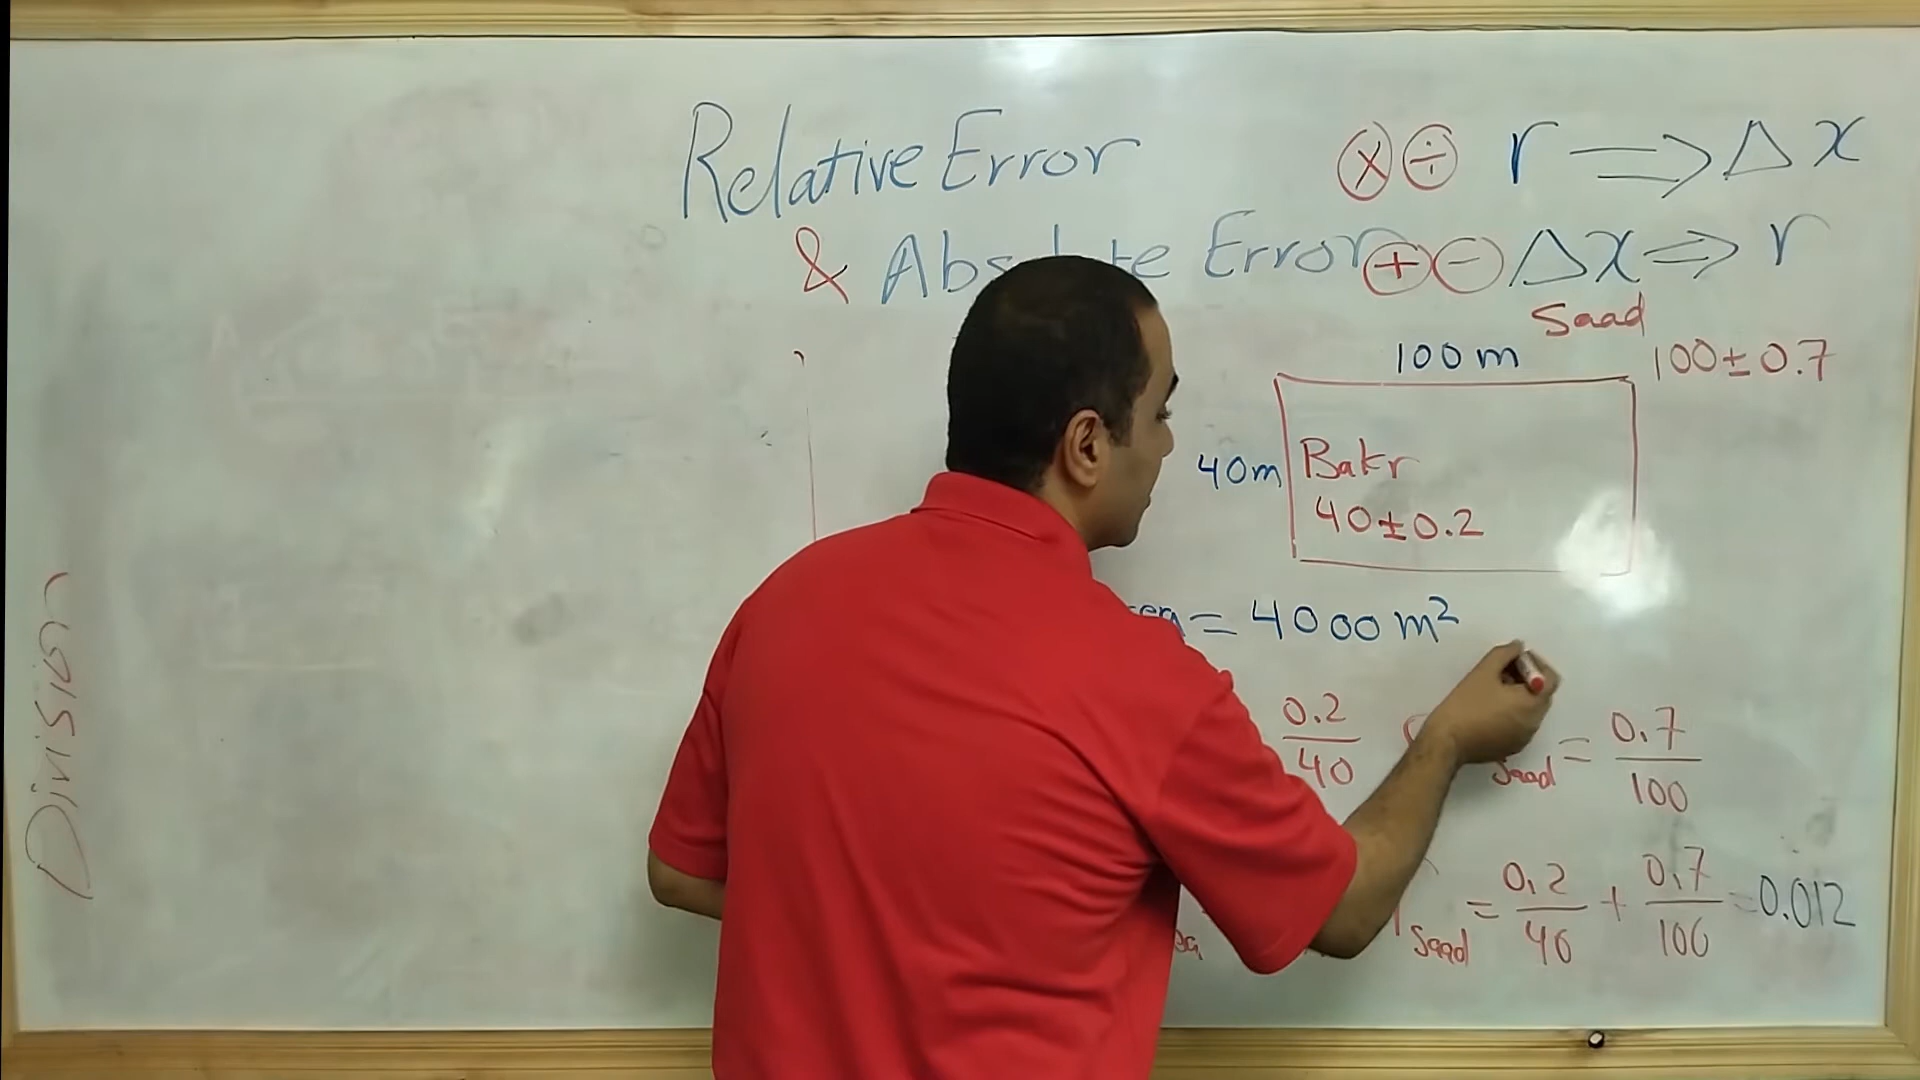 Relative Error
& Absolute Error
× ÷ r ⟹ Δx
+ − Δx ⟹ r
Saad
100 m
100 ± 0.7
40m
Bakr
40 ± 0.2
= 4000 m²
0.2
40
saad = 0.7
100
saad = 0.2/40 + 0.7/100 = 0.012
Division